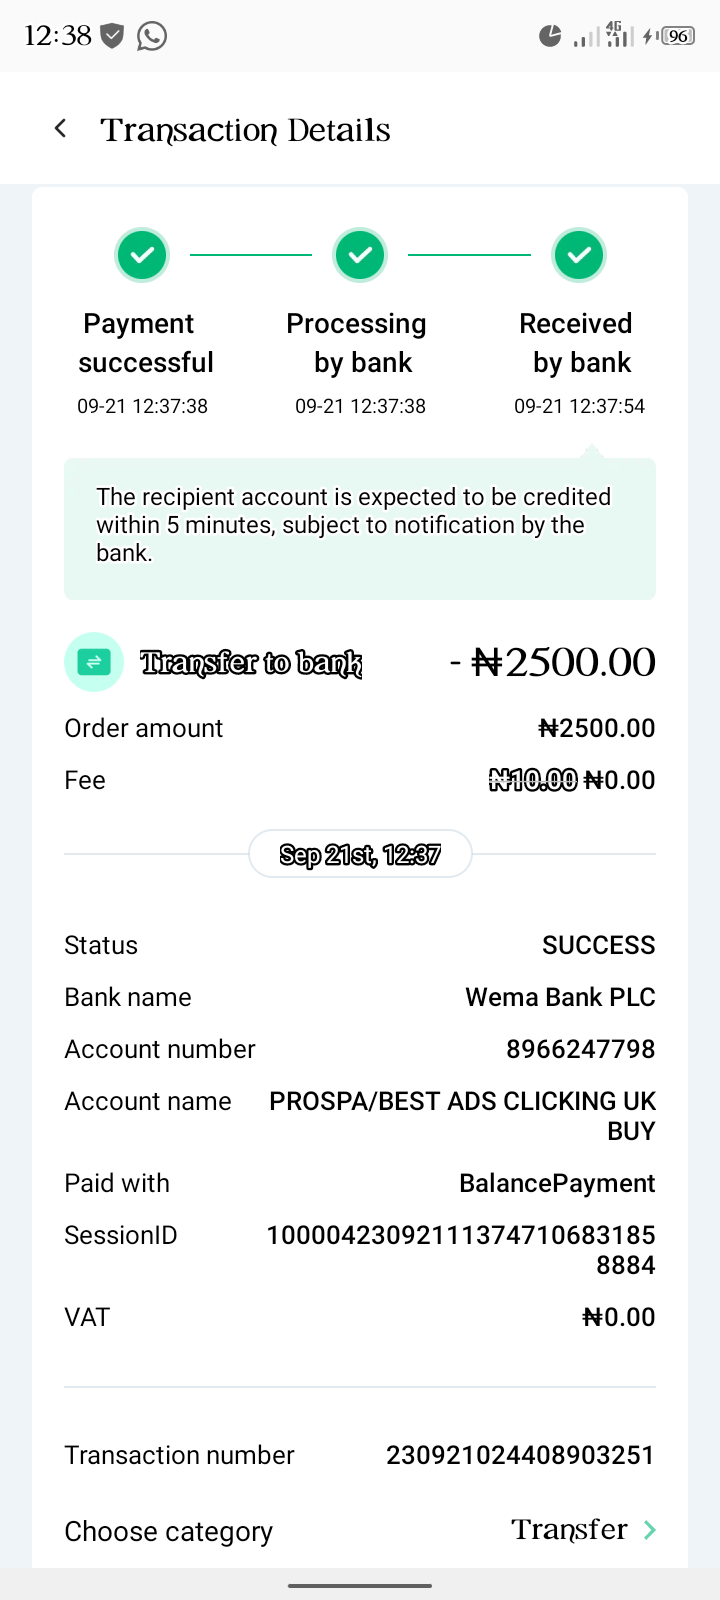 12:38
4G
96
Transaction Details
Payment successful
Processing by bank
Received by bank
09-21 12:37:38
09-21 12:37:38
09-21 12:37:54
The recipient account is expected to be credited
within 5 minutes, subject to notification by the
bank.
Transfer to bank - ₦2500.00
Order amount ₦2500.00
Fee ₦10.00 ₦0.00
Sep 21st, 12:37
Status SUCCESS
Bank name Wema Bank PLC
Account number 8966247798
Account name PROSPA/BEST ADS CLICKING UK
BUY
Paid with BalancePayment
SessionID 10000423092111374710683185
8884
VAT ₦0.00
Transaction number 230921024408903251
Choose category Transfer